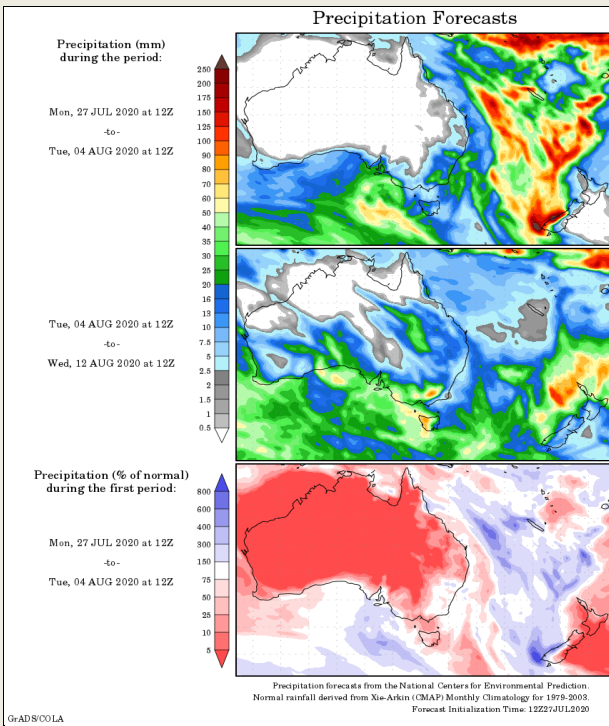 Precipitation Forecasts
Precipitation (mm)
during the period:
Mon, 27 JUL 2020 at 12Z
-to-
Tue, 04 AUG 2020 at 12Z
250
200
175
150
125
100
90
80
70
60
50
40
35
30
25
20
16
13
10
7.5
5
2.5
2
1.5
1
0.5
Tue, 04 AUG 2020 at 12Z
-to-
Wed, 12 AUG 2020 at 12Z
Precipitation (% of normal)
during the first period:
Mon, 27 JUL 2020 at 12Z
-to-
Tue, 04 AUG 2020 at 12Z
800
600
400
300
150
75
50
25
10
5
Precipitation forecasts from the National Centers for Environmental Prediction.
Normal rainfall derived from Xie-Arkin (CMAP) Monthly Climatology for 1979-2003.
Forecast Initialization Time: 12Z27JUL2020
GrADS/COLA